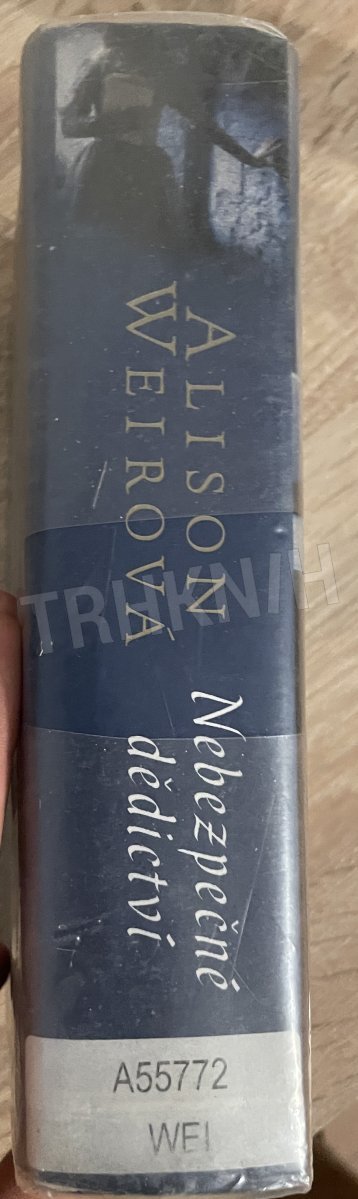 ALISON
WEIROVÁ
Nebezpečné
dědictví
TRHKNIH
A55772
WEI